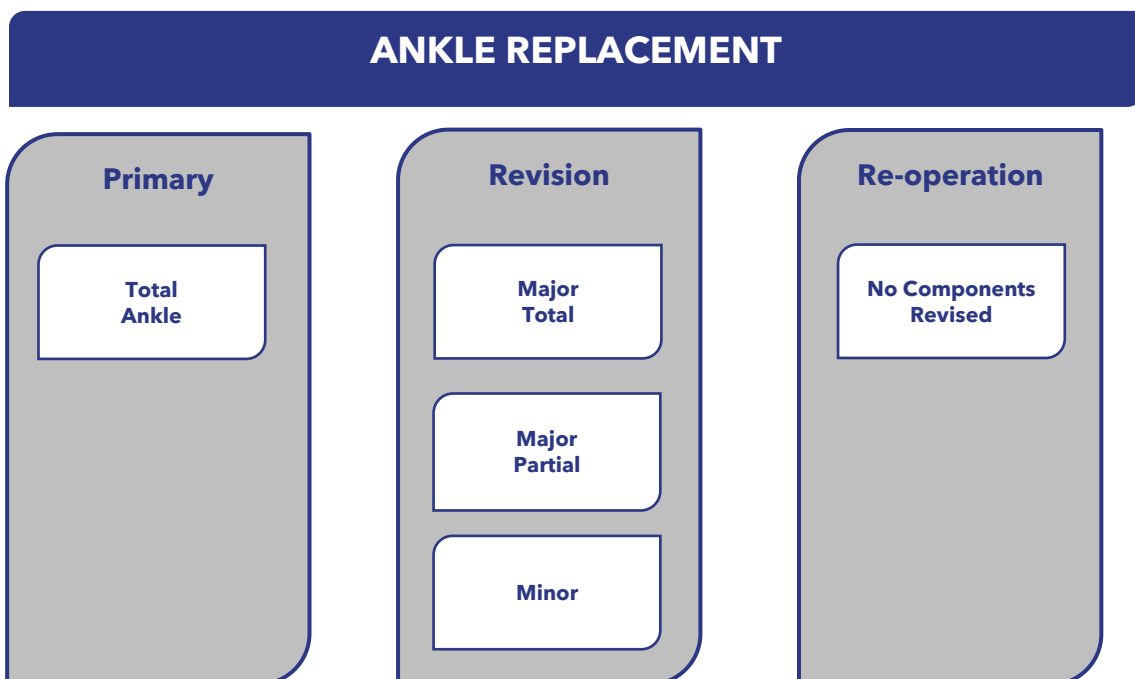 ANKLE REPLACEMENT
Primary
Total
Ankle
Revision
Major
Total
Major
Partial
Minor
Re-operation
No Components
Revised